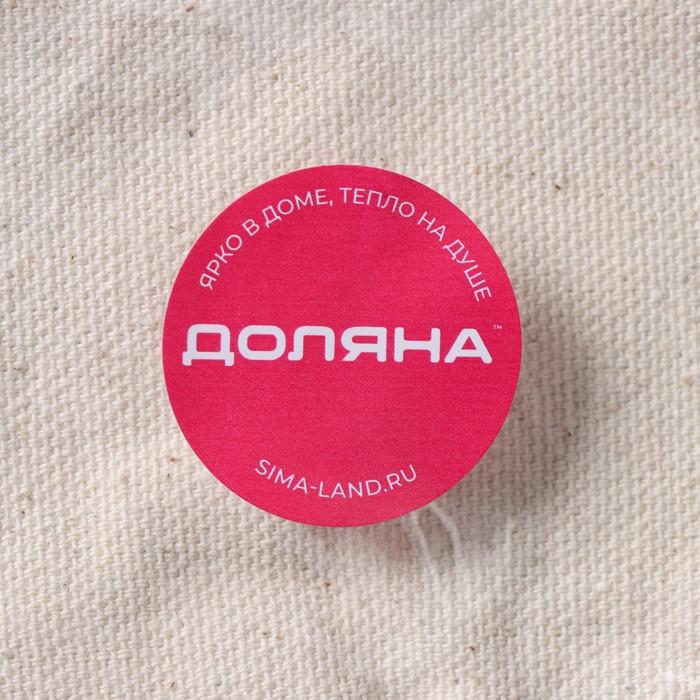 ЯРКО В ДОМЕ, ТЕПЛО НА ДУШЕ
ДОЛЯНА™
SIMA-LAND.RU